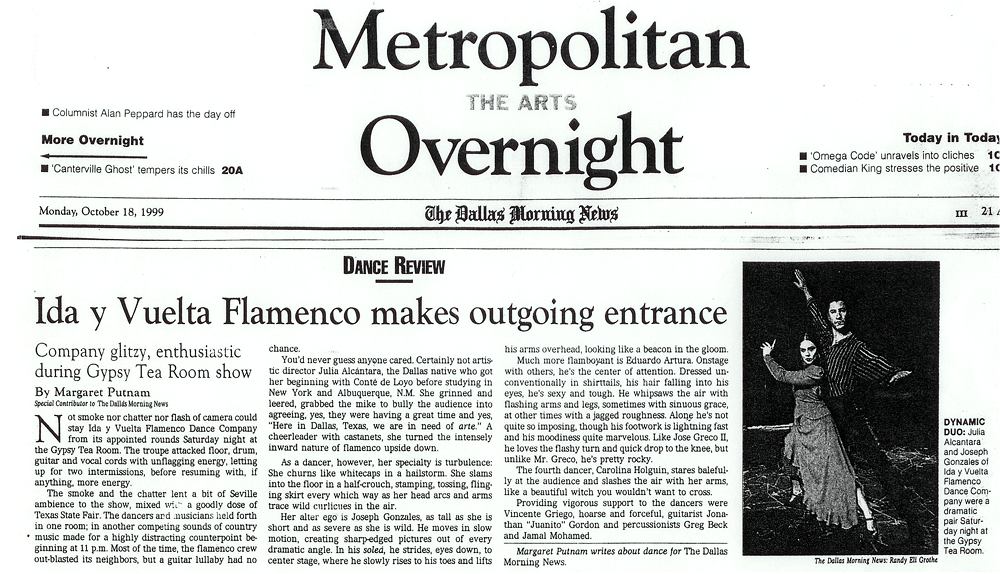 Metropolitan
THE ARTS
Overnight
■ Columnist Alan Peppard has the day off
More Overnight
■ 'Canterville Ghost' tempers its chills 20A
Today in Today
■ 'Omega Code' unravels into cliches 1C
■ Comedian King stresses the positive 1C
Monday, October 18, 1999
The Dallas Morning News
III 21
DANCE REVIEW
Ida y Vuelta Flamenco makes outgoing entrance
Company glitzy, enthusiastic
during Gypsy Tea Room show
By Margaret Putnam
Special Contributor to The Dallas Morning News
Not smoke nor chatter nor flash of camera could
stay Ida y Vuelta Flamenco Dance Company
from its appointed rounds Saturday night at
the Gypsy Tea Room. The troupe attacked floor, drum,
guitar and vocal cords with unflagging energy, letting
up for two intermissions, before resuming with, if
anything, more energy.
The smoke and the chatter lent a bit of Seville
ambience to the show, mixed with a goodly dose of
Texas State Fair. The dancers and musicians held forth
in one room; in another competing sounds of country
music made for a highly distracting counterpoint be-
ginning at 11 p.m. Most of the time, the flamenco crew
out-blasted its neighbors, but a guitar lullaby had no
chance.
You'd never guess anyone cared. Certainly not artis-
tic director Julia Alcántara, the Dallas native who got
her beginning with Conté de Loyo before studying in
New York and Albuquerque, N.M. She grinned and
leered, grabbed the mike to bully the audience into
agreeing, yes, they were having a great time and yes,
"Here in Dallas, Texas, we are in need of arte." A
cheerleader with castanets, she turned the intensely
inward nature of flamenco upside down.
As a dancer, however, her specialty is turbulence:
She churns like whitecaps in a hailstorm. She slams
into the floor in a half-crouch, stamping, tossing, fling-
ing skirt every which way as her head arcs and arms
trace wild curlicues in the air.
Her alter ego is Joseph Gonzales, as tall as she is
short and as severe as she is wild. He moves in slow
motion, creating sharp-edged pictures out of every
dramatic angle. In his soleá, he strides, eyes down, to
center stage, where he slowly rises to his toes and lifts
his arms overhead, looking like a beacon in the gloom.
Much more flamboyant is Eduardo Artura. Onstage
with others, he's the center of attention. Dressed un-
conventionally in shirttails, his hair falling into his
eyes, he's sexy and tough. He whipsaws the air with
flashing arms and legs, sometimes with sinuous grace,
at other times with a jagged roughness. Alone he's not
quite so imposing, though his footwork is lightning fast
and his moodiness quite marvelous. Like Jose Greco II,
he loves the flashy turn and quick drop to the knee, but
unlike Mr. Greco, he's pretty rocky.
The fourth dancer, Carolina Holguin, stares baleful-
ly at the audience and slashes the air with her arms,
like a beautiful witch you wouldn't want to cross.
Providing vigorous support to the dancers were
Vincente Griego, hoarse and forceful, guitarist Jona-
than "Juanito" Gordon and percussionists Greg Beck
and Jamal Mohamed.
Margaret Putnam writes about dance for The Dallas
Morning News.
The Dallas Morning News: Randy Eli Grothe
DYNAMIC
DUO: Julia
Alcantara
and Joseph
Gonzales of
Ida y Vuelta
Flamenco
Dance Com-
pany were a
dramatic
pair Satur-
day night at
the Gypsy
Tea Room.